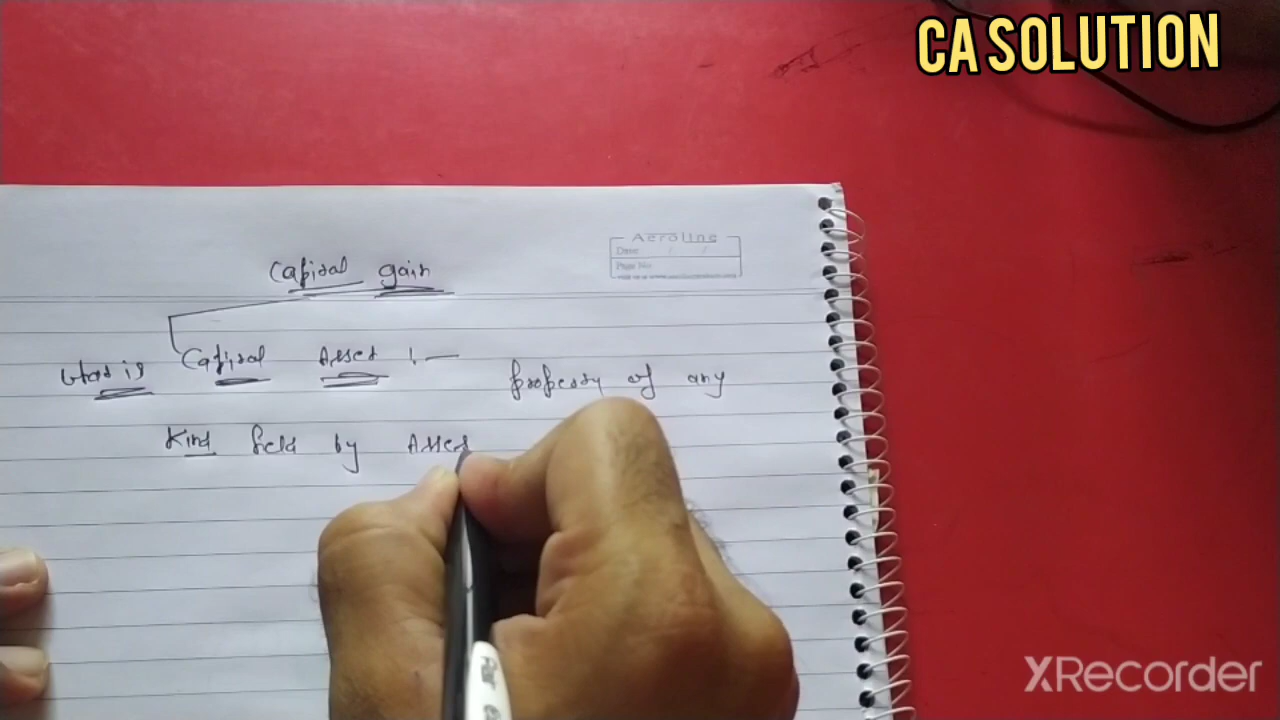 CA SOLUTION
Aeroline
Date / /
Page No.
Capital gain
What is Capital Asset :—
Property of any
Kind held by Asses
XRecorder